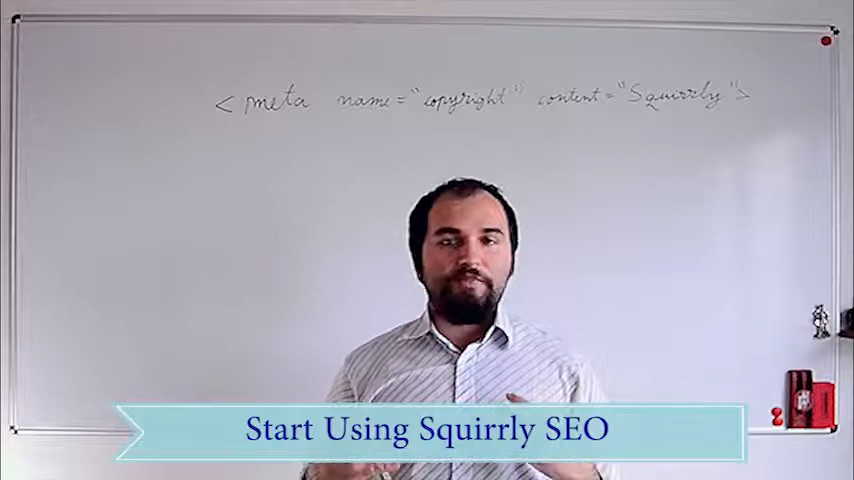 <meta name="copyright" content="Squirrly">
Start Using Squirrly SEO